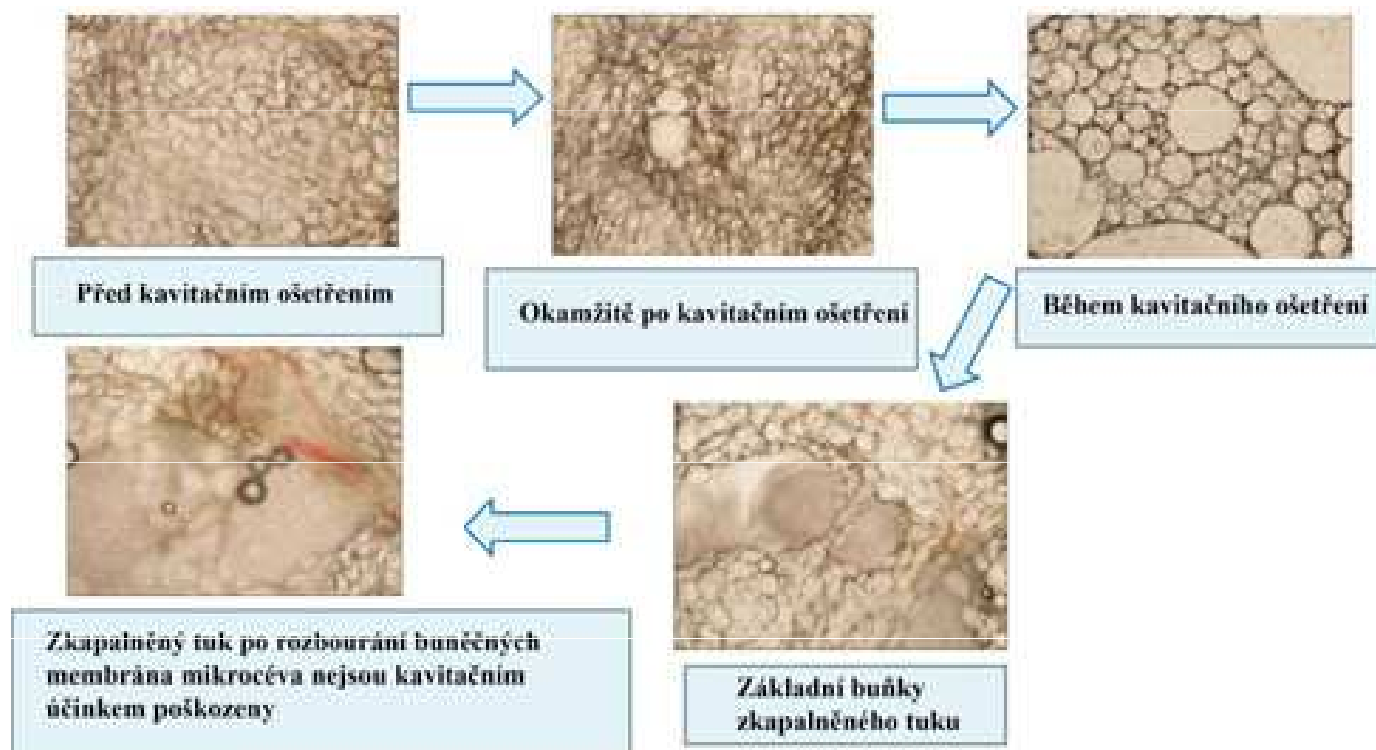 Před kavitačním ošetřením
Okamžitě po kavitačním ošetření
Během kavitačního ošetření
Základní buňky
zkapalněného tuku
Zkapalněný tuk po rozbourání buněčných
membrána mikrocéva nejsou kavitačním
účinkem poškozeny